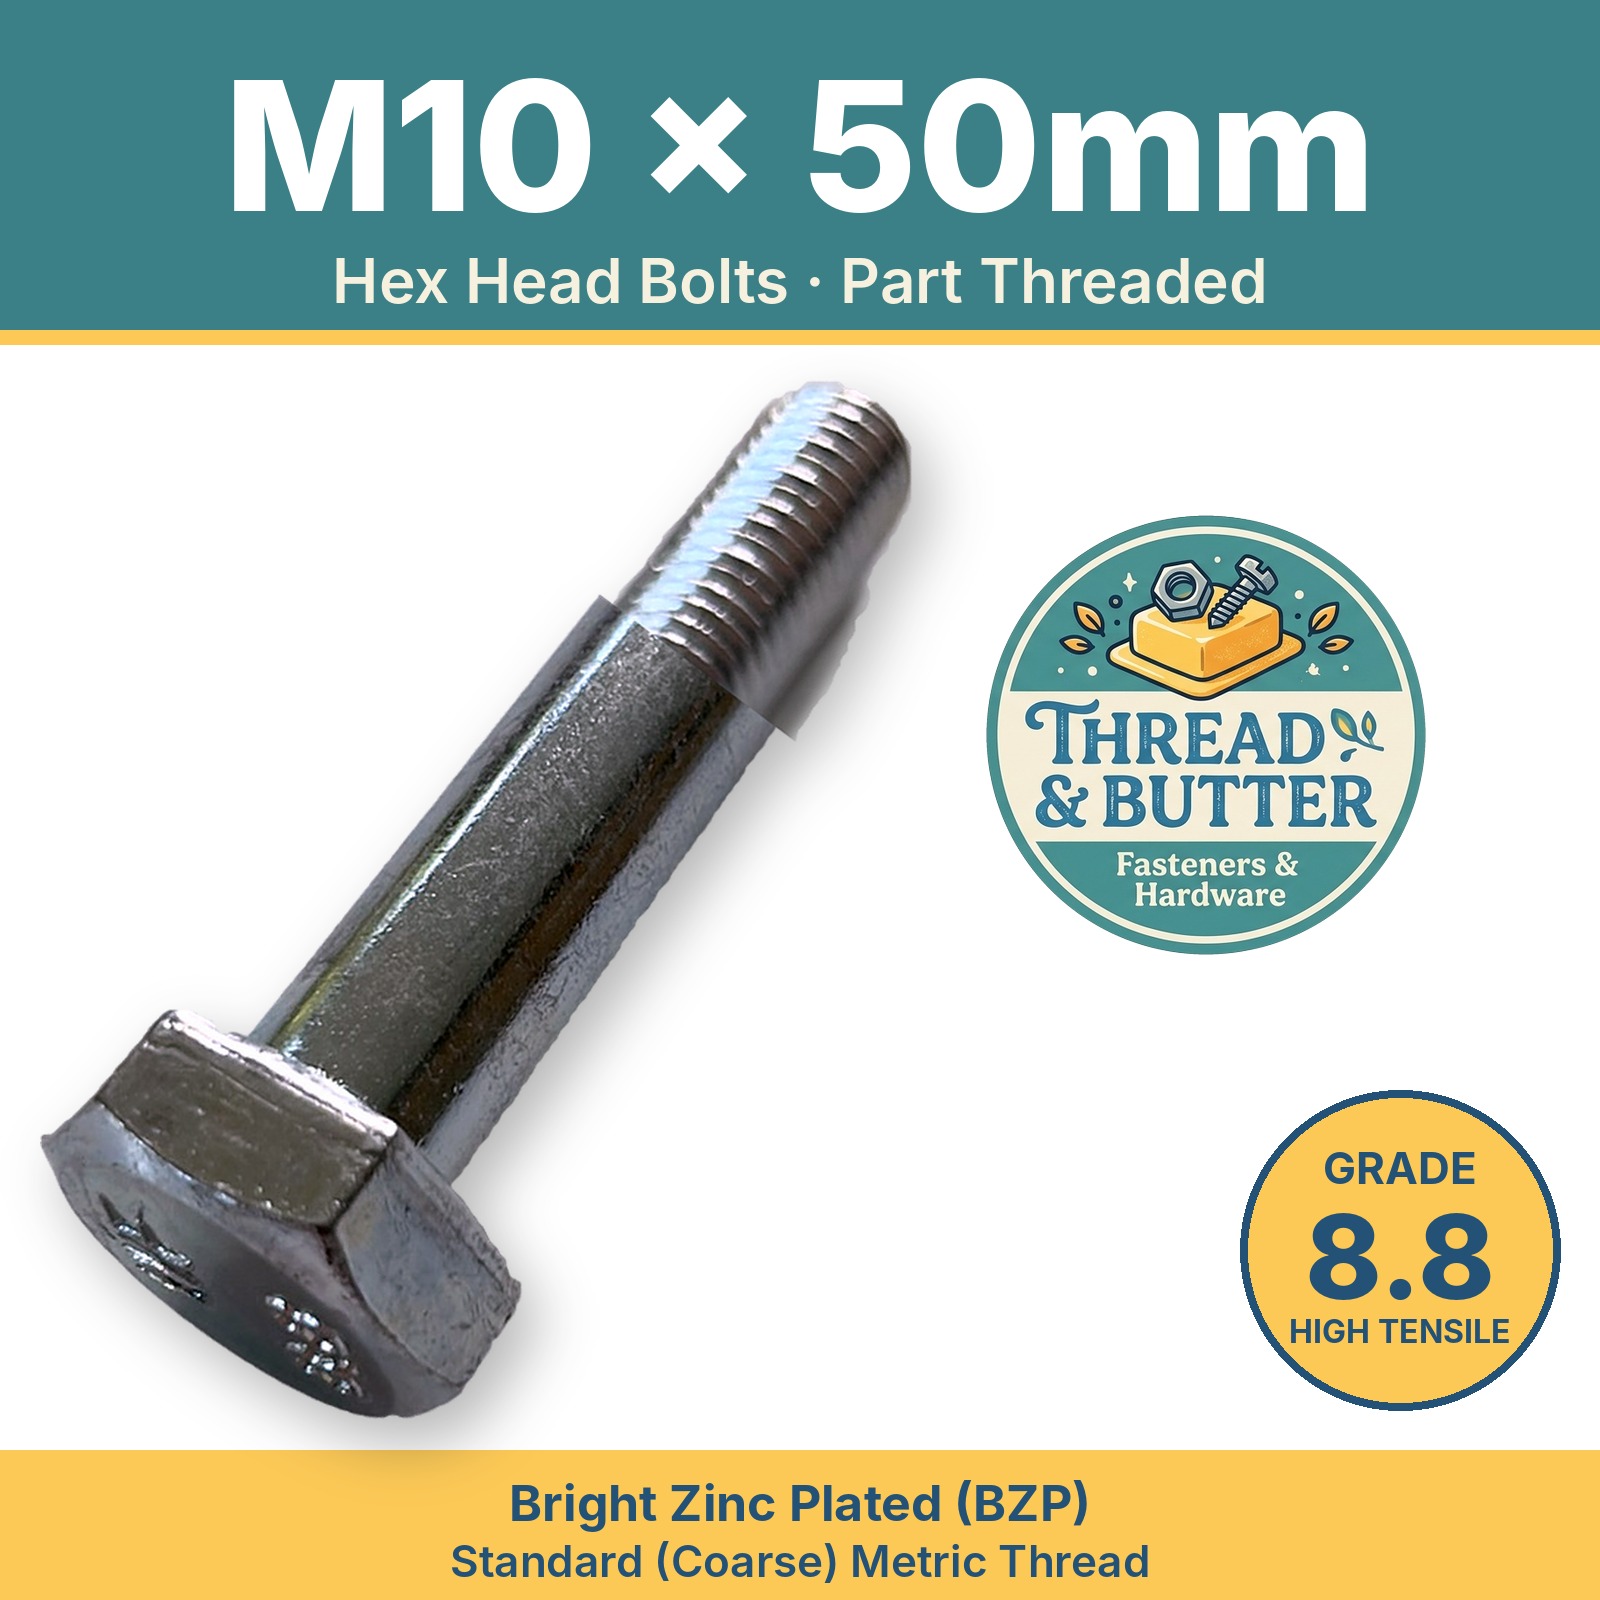 M10 × 50mm
Hex Head Bolts · Part Threaded
THREAD
& BUTTER
Fasteners &
Hardware
GRADE
8.8
HIGH TENSILE
Bright Zinc Plated (BZP)
Standard (Coarse) Metric Thread